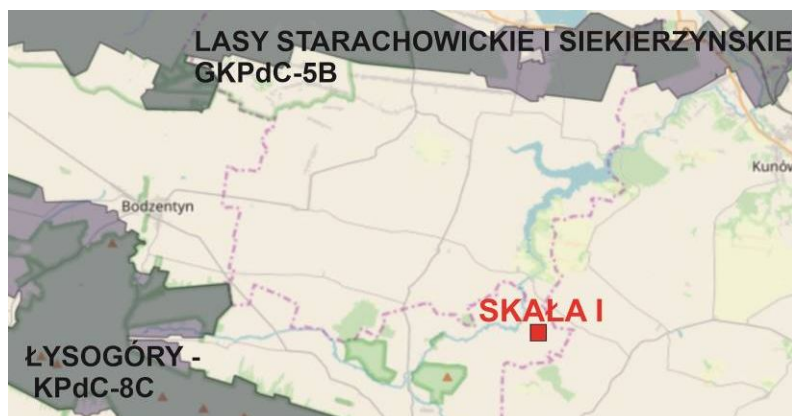 LASY STARACHOWICKIE I SIEKIERZYNSKIE
GKPdC-5B
Kunów
Bodzentyn
SKAŁA I
ŁYSOGÓRY -
KPdC-8C